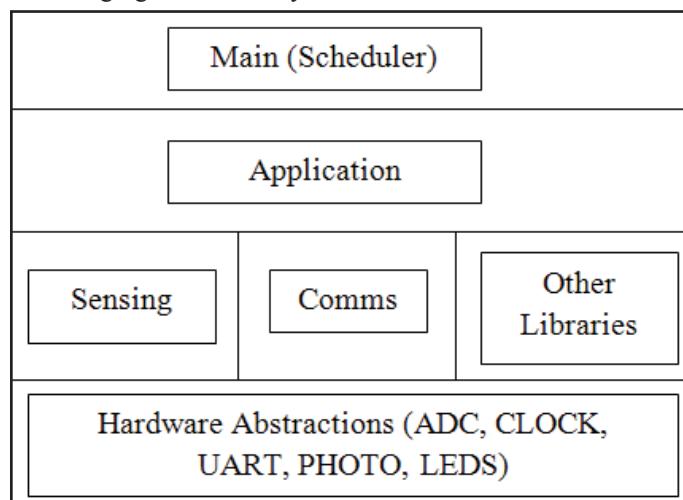 Main (Scheduler)
Application
Sensing
Comms
Other
Libraries
Hardware Abstractions (ADC, CLOCK,
UART, PHOTO, LEDS)